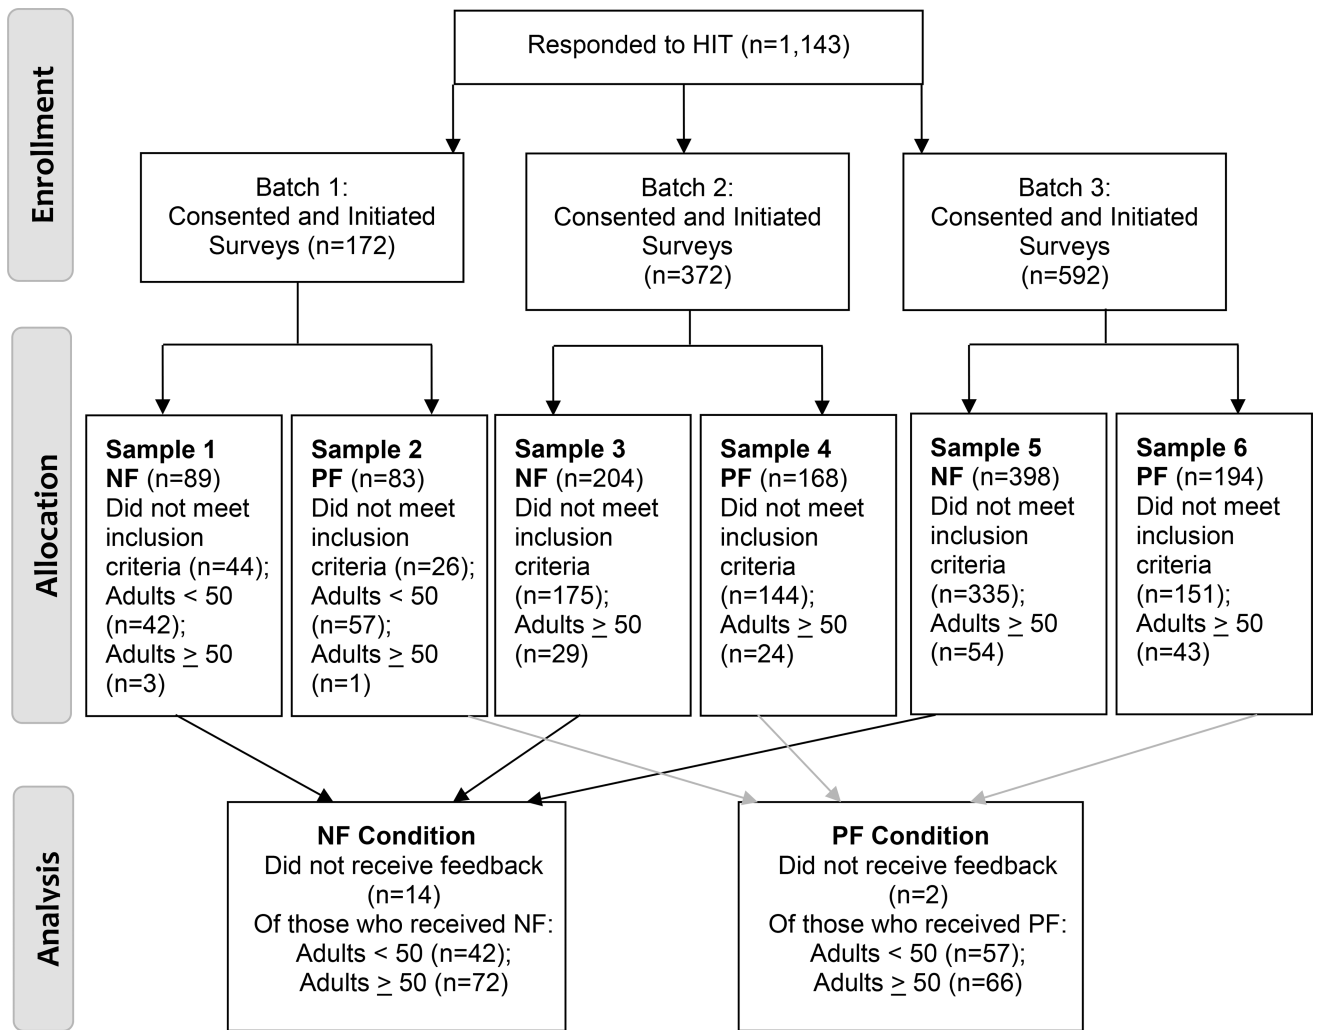 Enrollment
Responded to HIT (n=1,143)
Batch 1:
Consented and Initiated
Surveys (n=172)
Batch 2:
Consented and Initiated
Surveys
(n=372)
Batch 3:
Consented and Initiated
Surveys
(n=592)
Allocation
Sample 1
NF (n=89)
Did not meet
inclusion
criteria (n=44);
Adults < 50
(n=42);
Adults ≥ 50
(n=3)
Sample 2
PF (n=83)
Did not meet
inclusion
criteria (n=26);
Adults < 50
(n=57);
Adults ≥ 50
(n=1)
Sample 3
NF (n=204)
Did not meet
inclusion
criteria
(n=175);
Adults ≥ 50
(n=29)
Sample 4
PF (n=168)
Did not meet
inclusion
criteria
(n=144);
Adults ≥ 50
(n=24)
Sample 5
NF (n=398)
Did not meet
inclusion
criteria
(n=335);
Adults ≥ 50
(n=54)
Sample 6
PF (n=194)
Did not meet
inclusion
criteria
(n=151);
Adults ≥ 50
(n=43)
Analysis
NF Condition
Did not receive feedback
(n=14)
Of those who received NF:
Adults < 50 (n=42);
Adults ≥ 50 (n=72)
PF Condition
Did not receive feedback
(n=2)
Of those who received PF:
Adults < 50 (n=57);
Adults ≥ 50 (n=66)